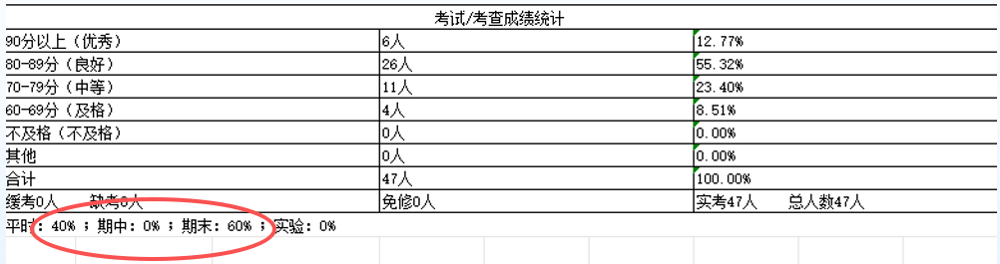 考试/考查成绩统计
90分以上（优秀） 6人 12.77%
80-89分（良好） 26人 55.32%
70-79分（中等） 11人 23.40%
60-69分（及格） 4人 8.51%
不及格（不及格） 0人 0.00%
其他 0人 0.00%
合计 47人 100.00%
缓考0人 缺考0人 免修0人 实考47人 总人数47人
平时：40%；期中：0%；期末：60%；实验：0%